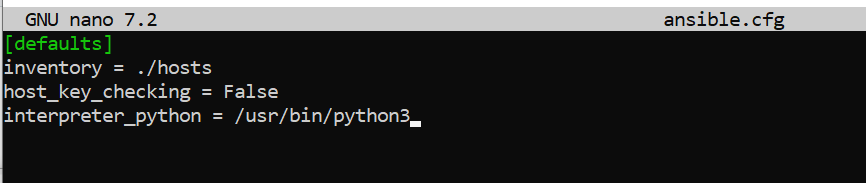 GNU nano 7.2 ansible.cfg
[defaults]
inventory = ./hosts
host_key_checking = False
interpreter_python = /usr/bin/python3